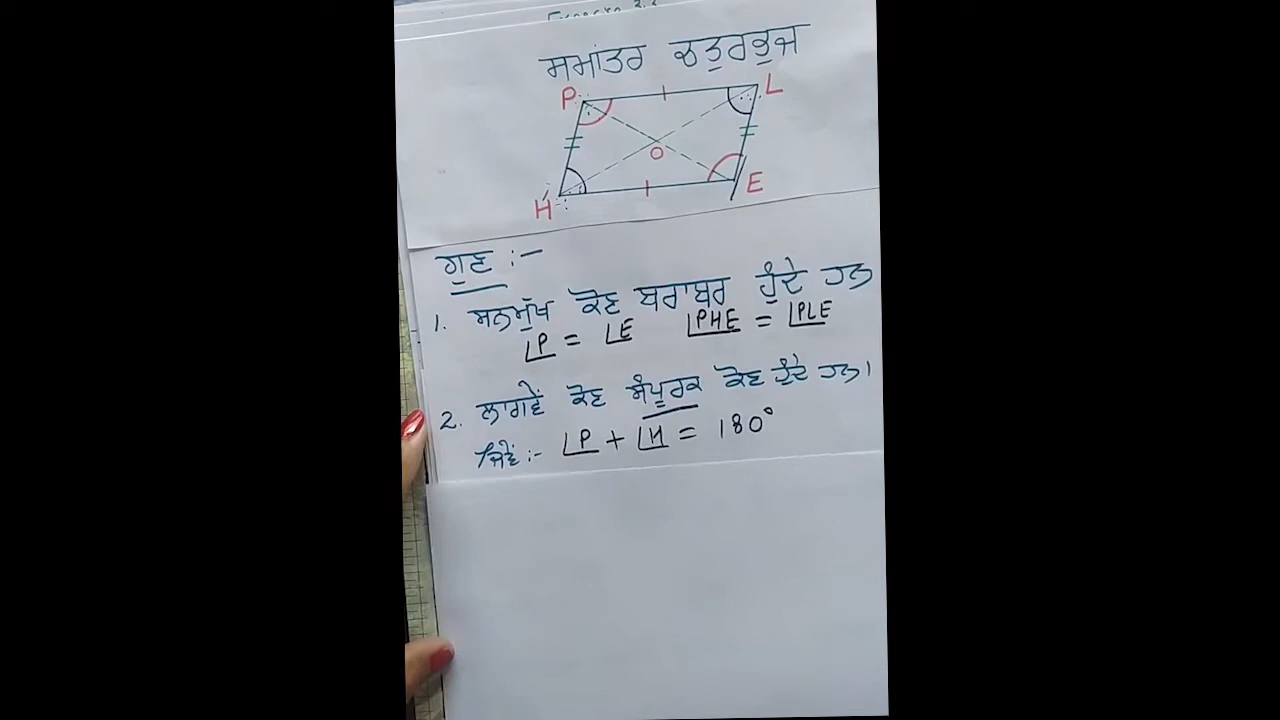 ਸਮਾਂਤਰ ਚਤੁਰਭੁਜ
P L
O
H E
ਗੁਣ :-
1. ਸਨਮੁੱਖ ਕੋਣ ਬਰਾਬਰ ਹੁੰਦੇ ਹਨ
∠P = ∠E ∠PHE = ∠PLE
2. ਲਾਗਵੇਂ ਕੋਣ ਸੰਪੂਰਕ ਕੋਣ ਹੁੰਦੇ ਹਨ।
ਜਿਵੇਂ :- ∠P + ∠H = 180°